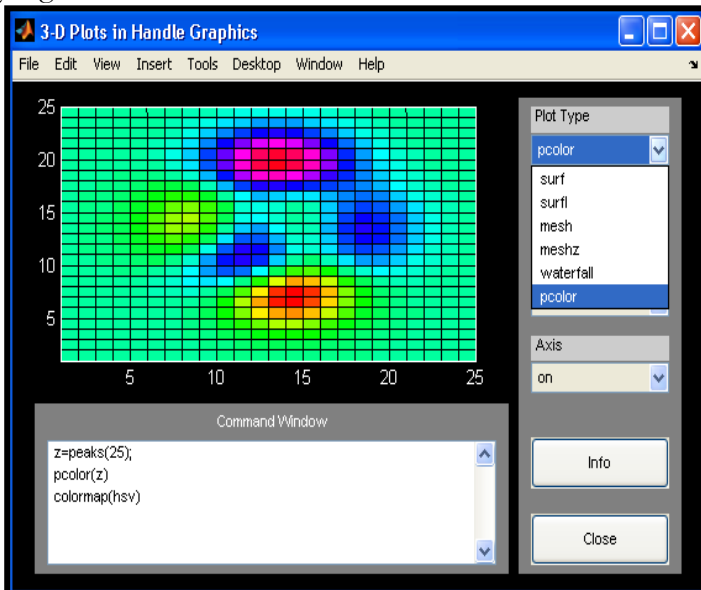 3-D Plots in Handle Graphics
File Edit View Insert Tools Desktop Window Help
25
20
15
10
5
5 10 15 20 25
Plot Type
pcolor
surf
surfl
mesh
meshz
waterfall
pcolor
Axis
on
Info
Close
Command Window
z=peaks(25);
pcolor(z)
colormap(hsv)